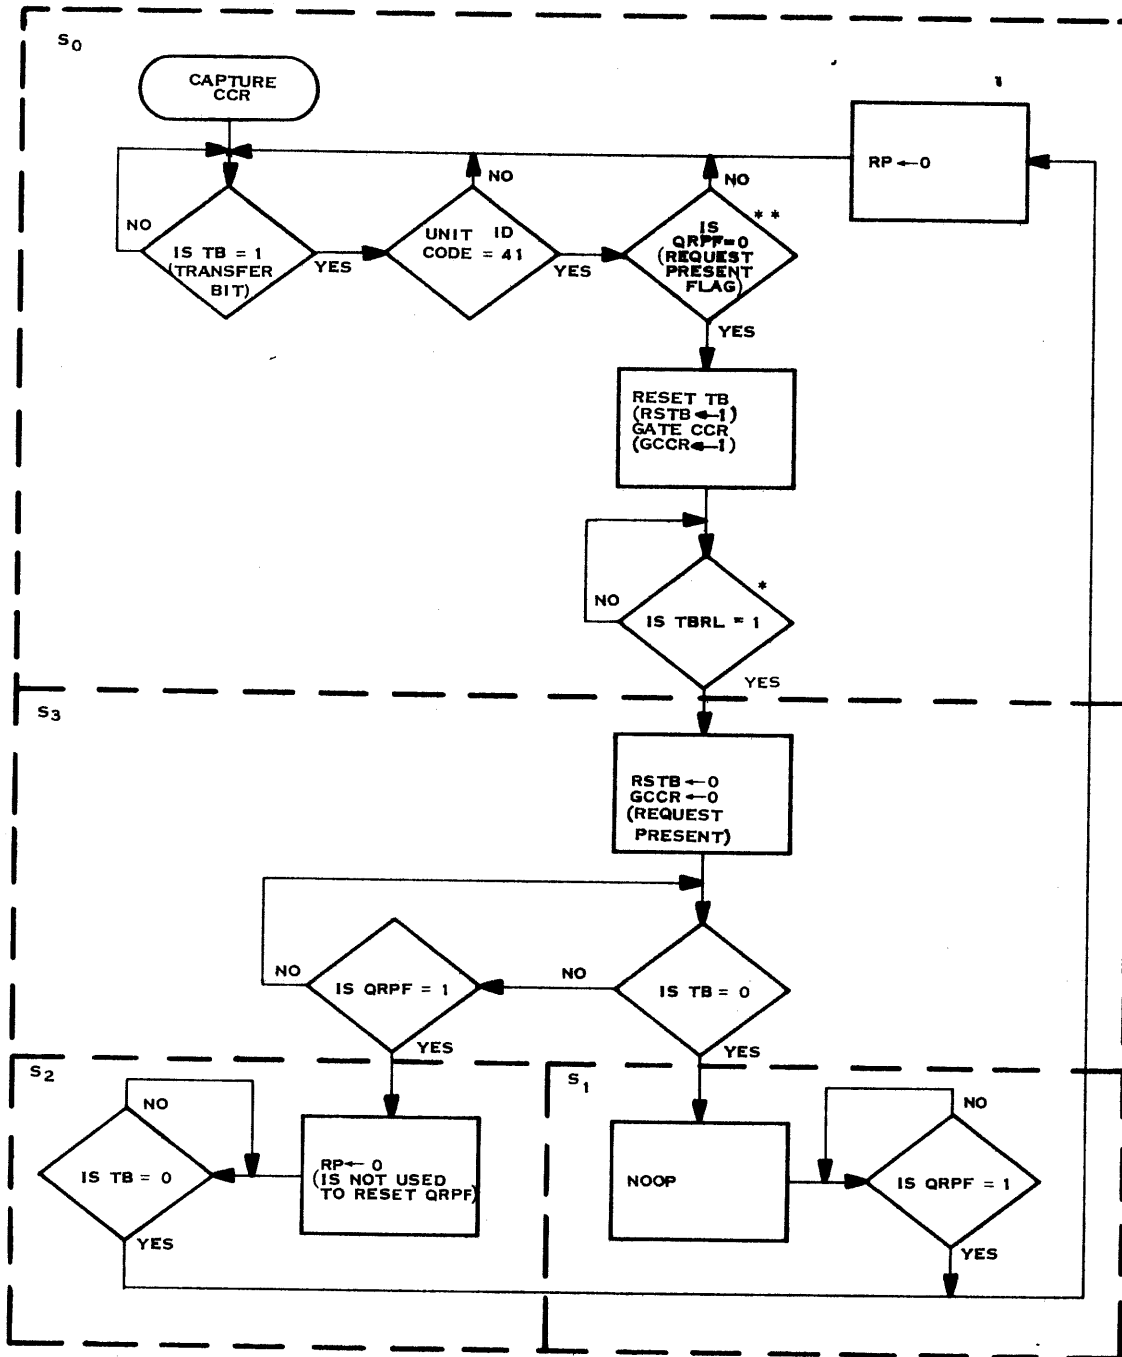 S0
CAPTURE
CCR
RP ← 0
NO
IS TB = 1
(TRANSFER
BIT)
YES
NO
UNIT ID
CODE = 41
YES
NO
**
IS
QRPF=0
(REQUEST
PRESENT
FLAG)
YES
RESET TB
(RSTB ← 1)
GATE CCR
(GCCR ← 1)
NO
*
IS TBRL = 1
YES
S3
RSTB ← 0
GCCR ← 0
(REQUEST
PRESENT)
NO
IS QRPF = 1
YES
NO
IS TB = 0
YES
S2
NO
IS TB = 0
YES
RP ← 0
(IS NOT USED
TO RESET QRPF)
S1
NOOP
NO
IS QRPF = 1
YES